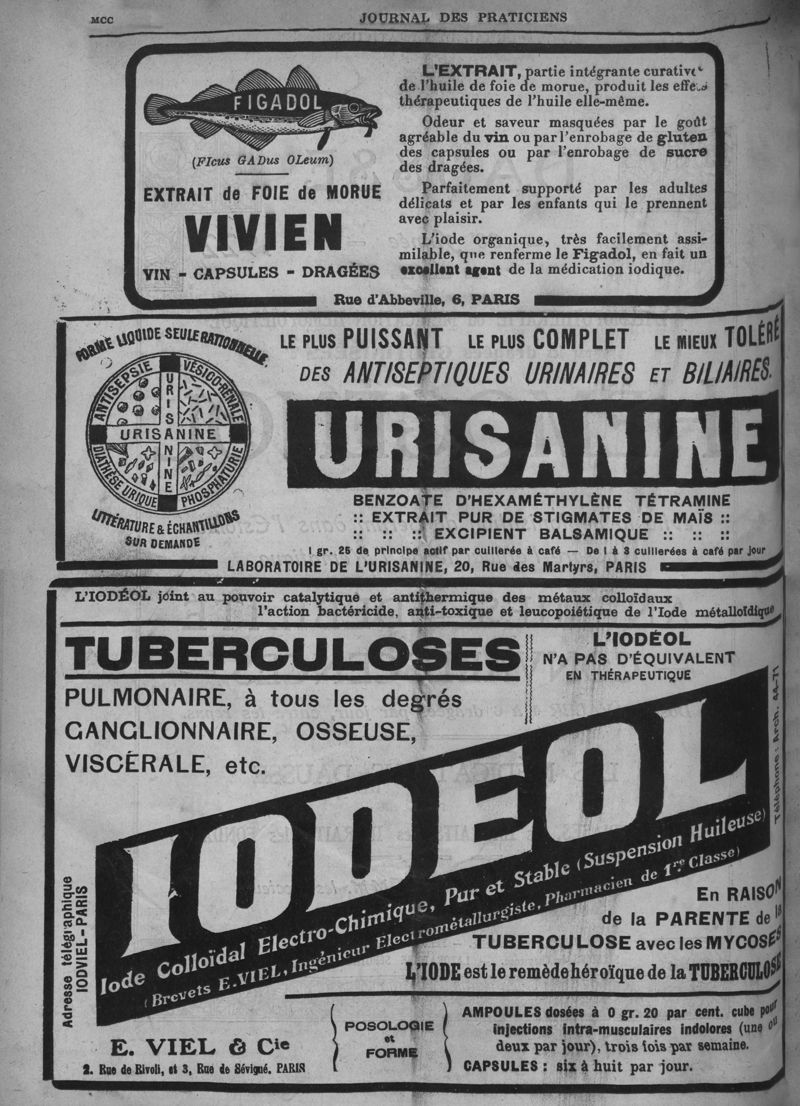 MCC
JOURNAL DES PRATICIENS
FIGADOL
(FIcus GADus OLeum)
EXTRAIT de FOIE de MORUE
VIVIEN
VIN - CAPSULES - DRAGÉES
L'EXTRAIT, partie intégrante curative
de l'huile de foie de morue, produit les effets
thérapeutiques de l'huile elle-même.
Odeur et saveur masquées par le goût
agréable du vin ou par l'enrobage de gluten
des capsules ou par l'enrobage de sucre
des dragées.
Parfaitement supporté par les adultes
délicats et par les enfants qui le prennent
avec plaisir.
L'iode organique, très facilement assi-
milable, que renferme le Figadol, en fait un
excellent agent de la médication iodique.
Rue d'Abbeville, 6, PARIS
FORME LIQUIDE SEULE RATIONNELLE
ANTISEPSIE VÉSICO-RÉNALE
URISANINE
URISANINE
DIATHÈSE URIQUE PHOSPHATURIE
LITTÉRATURE & ÉCHANTILLONS
SUR DEMANDE
LE PLUS PUISSANT LE PLUS COMPLET LE MIEUX TOLÉRÉ
DES ANTISEPTIQUES URINAIRES ET BILIAIRES.
URISANINE
BENZOATE D'HEXAMÉTHYLÈNE TÉTRAMINE
:: EXTRAIT PUR DE STIGMATES DE MAÏS ::
:: :: :: EXCIPIENT BALSAMIQUE :: :: ::
1 gr. 25 de principe actif par cuillerée à café — De 1 à 3 cuillerées à café par jour
LABORATOIRE DE L'URISANINE, 20, Rue des Martyrs, PARIS
L'IODÉOL joint au pouvoir catalytique et antithermique des métaux colloïdaux
l'action bactéricide, anti-toxique et leucopoïétique de l'Iode métalloïdique
TUBERCULOSES
PULMONAIRE, à tous les degrés
GANGLIONNAIRE, OSSEUSE,
VISCÉRALE, etc.
L'IODÉOL
N'A PAS D'ÉQUIVALENT
EN THÉRAPEUTIQUE
Téléphone: Arch. 44-71
IODEOL
Iode Colloïdal Electro-Chimique, Pur et Stable (Suspension Huileuse)
(Brevets E. VIEL, Ingénieur Electrométallurgiste, Pharmacien de 1re Classe)
Adresse télégraphique
IODVIEL-PARIS
En RAISON
de la PARENTE de la
TUBERCULOSE avec les MYCOSES
L'IODE est le remède héroïque de la TUBERCULOSE
E. VIEL & Cie
2. Rue de Rivoli, et 3, Rue de Sévigné. PARIS
POSOLOGIE
et
FORME
AMPOULES dosées à 0 gr. 20 par cent. cube pour
injections intra-musculaires indolores (une ou
deux par jour), trois fois par semaine.
CAPSULES : six à huit par jour.